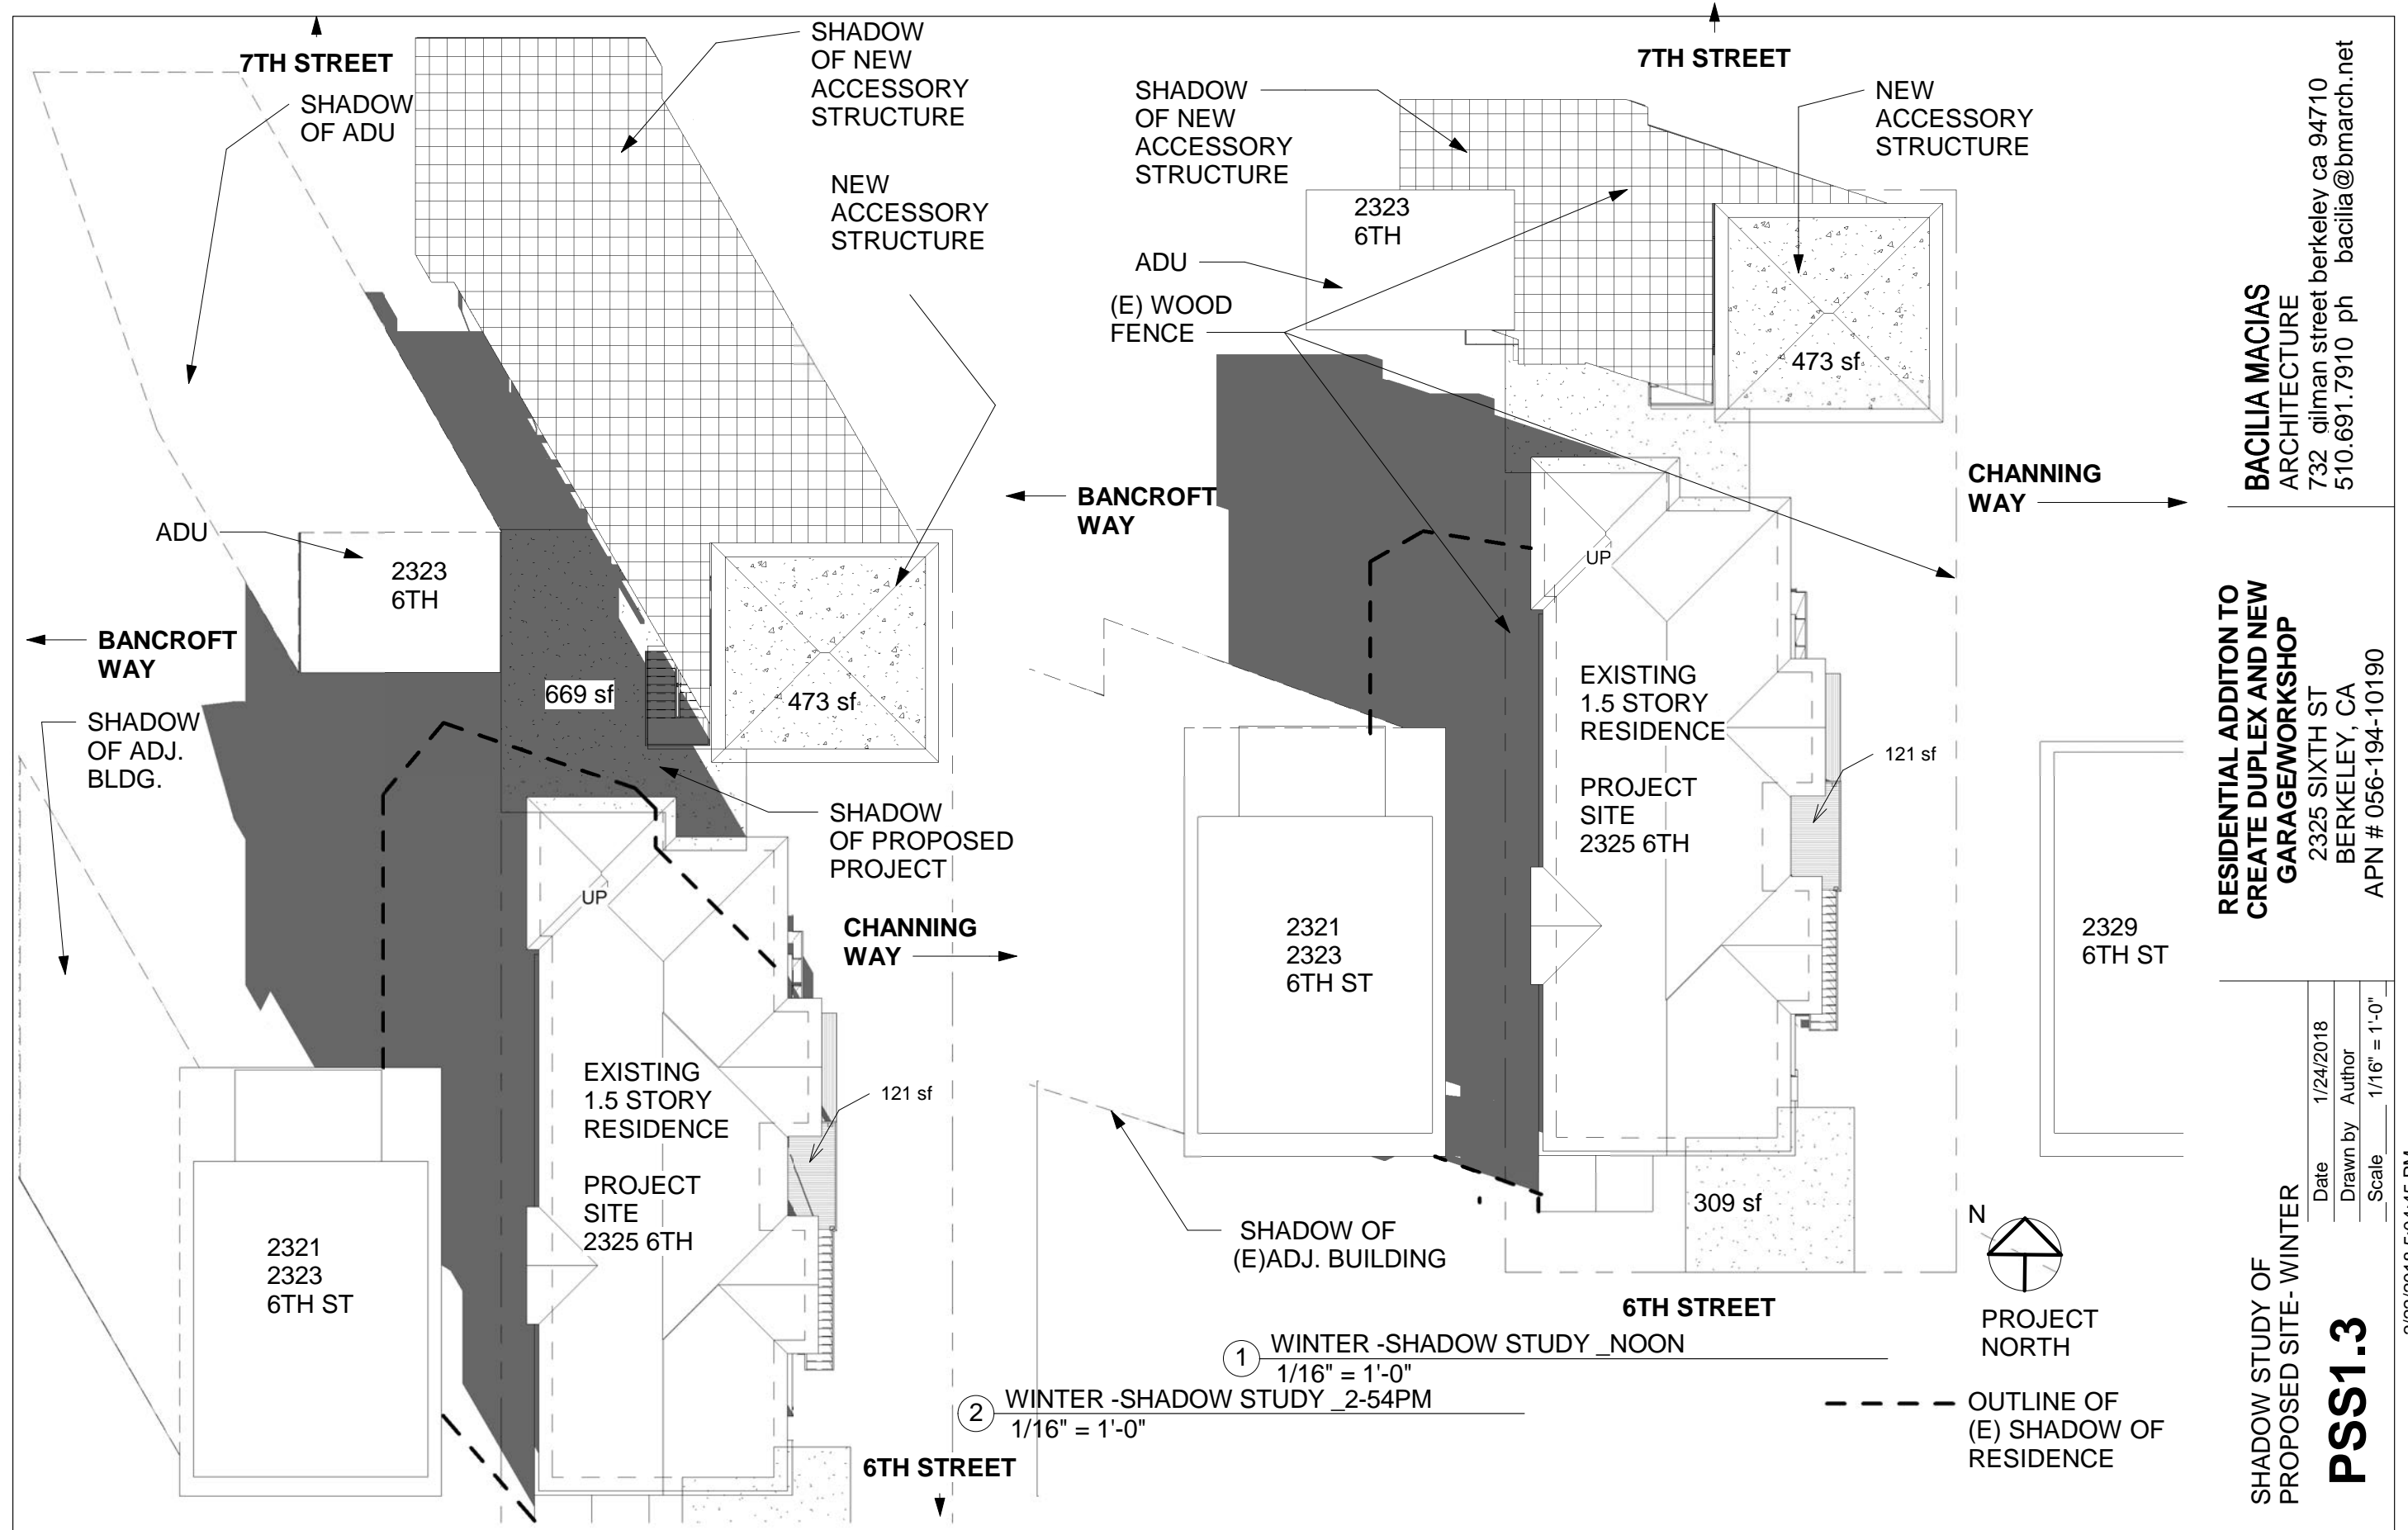 7TH STREET
SHADOW
OF ADU
SHADOW
OF NEW
ACCESSORY
STRUCTURE
NEW
ACCESSORY
STRUCTURE
ADU
2323
6TH
BANCROFT
WAY
669 sf
473 sf
SHADOW
OF ADJ.
BLDG.
SHADOW
OF PROPOSED
PROJECT
UP
CHANNING
WAY
EXISTING
1.5 STORY
RESIDENCE
121 sf
PROJECT
SITE
2325 6TH
2321
2323
6TH ST
6TH STREET
2
WINTER -SHADOW STUDY _2-54PM
1/16" = 1'-0"
7TH STREET
SHADOW
OF NEW
ACCESSORY
STRUCTURE
NEW
ACCESSORY
STRUCTURE
2323
6TH
ADU
(E) WOOD
FENCE
473 sf
BANCROFT
WAY
CHANNING
WAY
UP
EXISTING
1.5 STORY
RESIDENCE
121 sf
PROJECT
SITE
2325 6TH
2321
2323
6TH ST
2329
6TH ST
SHADOW OF
(E)ADJ. BUILDING
309 sf
6TH STREET
1
WINTER -SHADOW STUDY _NOON
1/16" = 1'-0"
N
PROJECT
NORTH
OUTLINE OF
(E) SHADOW OF
RESIDENCE
BACILIA MACIAS
ARCHITECTURE
732 gilman street berkeley ca 94710
510.691.7910 ph bacilia@bmarch.net
RESIDENTIAL ADDITON TO
CREATE DUPLEX AND NEW
GARAGE/WORKSHOP
2325 SIXTH ST
BERKELEY, CA
APN # 056-194-10190
Date 1/24/2018
Drawn by Author
Scale 1/16" = 1'-0"
SHADOW STUDY OF
PROPOSED SITE- WINTER
PSS1.3